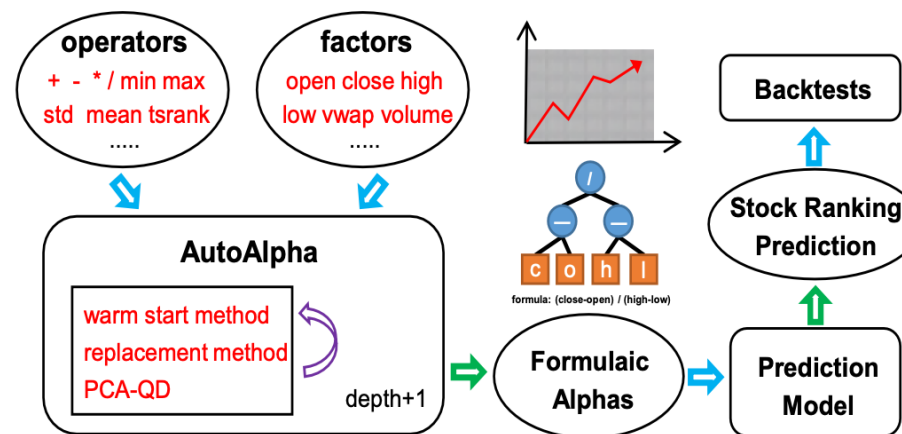 operators
+ - * / min max
std mean tsrank
.....
factors
open close high
low vwap volume
.....
AutoAlpha
warm start method
replacement method
PCA-QD
depth+1
/
— —
c o h l
formula: (close-open) / (high-low)
Formulaic
Alphas
Prediction
Model
Stock Ranking
Prediction
Backtests